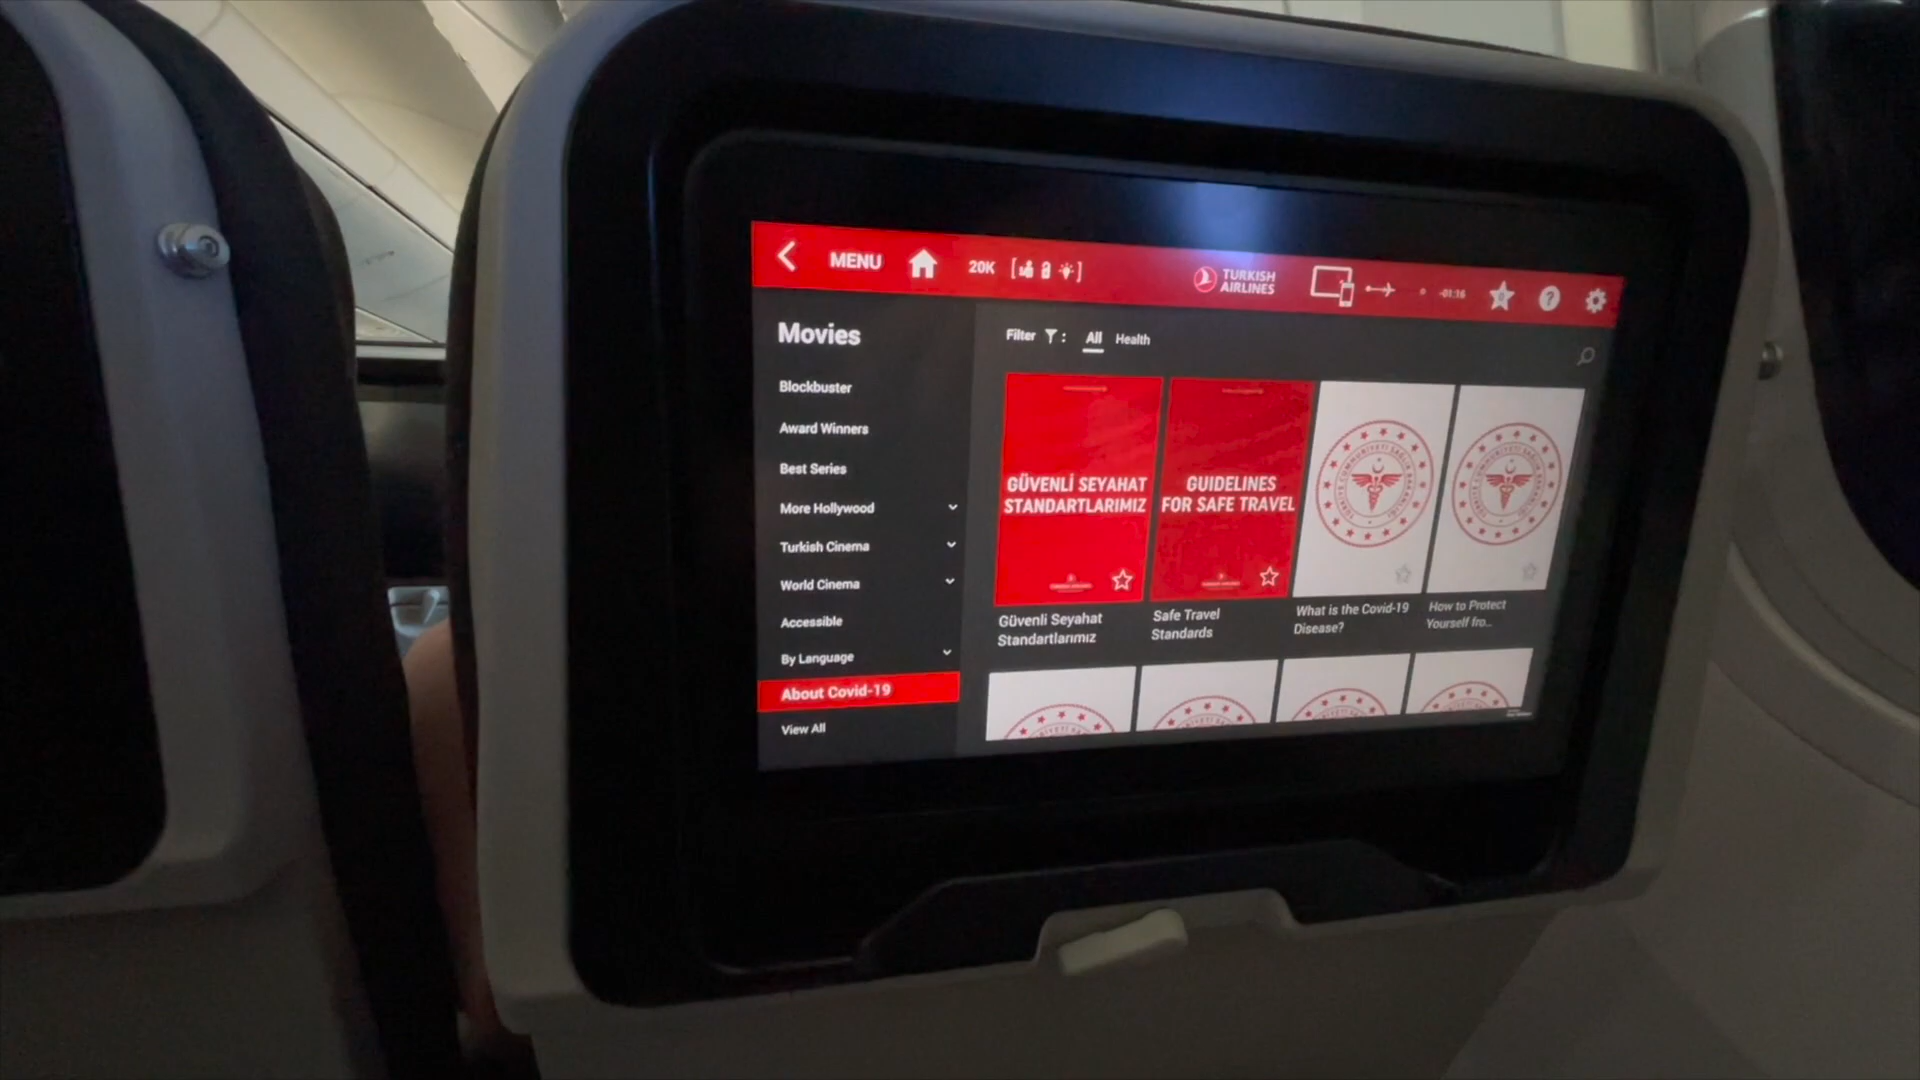 MENU
20K
TURKISH
AIRLINES
-01:16
?
Movies
Blockbuster
Award Winners
Best Series
More Hollywood
Turkish Cinema
World Cinema
Accessible
By Language
About Covid-19
View All
Filter :
All
Health
GÜVENLİ SEYAHAT
STANDARTLARIMIZ
GUIDELINES
FOR SAFE TRAVEL
Güvenli Seyahat
Standartlarımız
Safe Travel
Standards
What is the Covid-19
Disease?
How to Protect
Yourself fro...